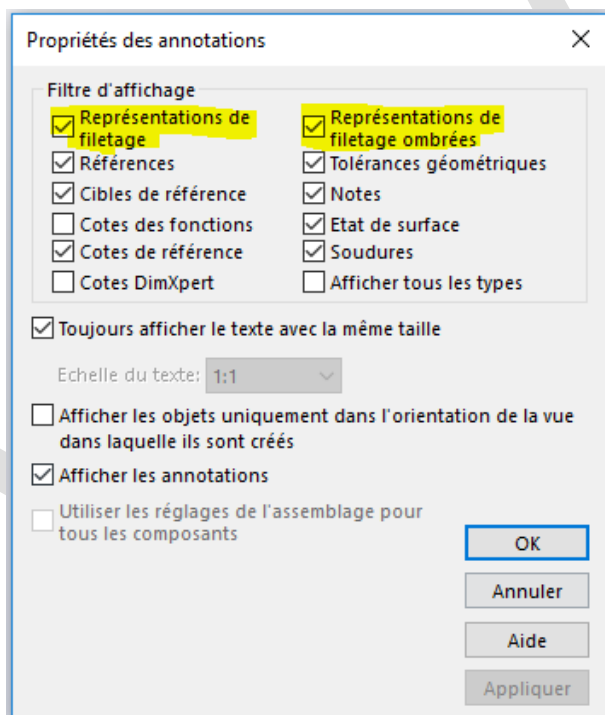 Propriétés des annotations
Filtre d'affichage
Représentations de
filetage
Représentations de
filetage ombrées
Références
Tolérances géométriques
Cibles de référence
Notes
Cotes des fonctions
Etat de surface
Cotes de référence
Soudures
Cotes DimXpert
Afficher tous les types
Toujours afficher le texte avec la même taille
Echelle du texte: 1:1
Afficher les objets uniquement dans l'orientation de la vue
dans laquelle ils sont créés
Afficher les annotations
Utiliser les réglages de l'assemblage pour
tous les composants
OK
Annuler
Aide
Appliquer